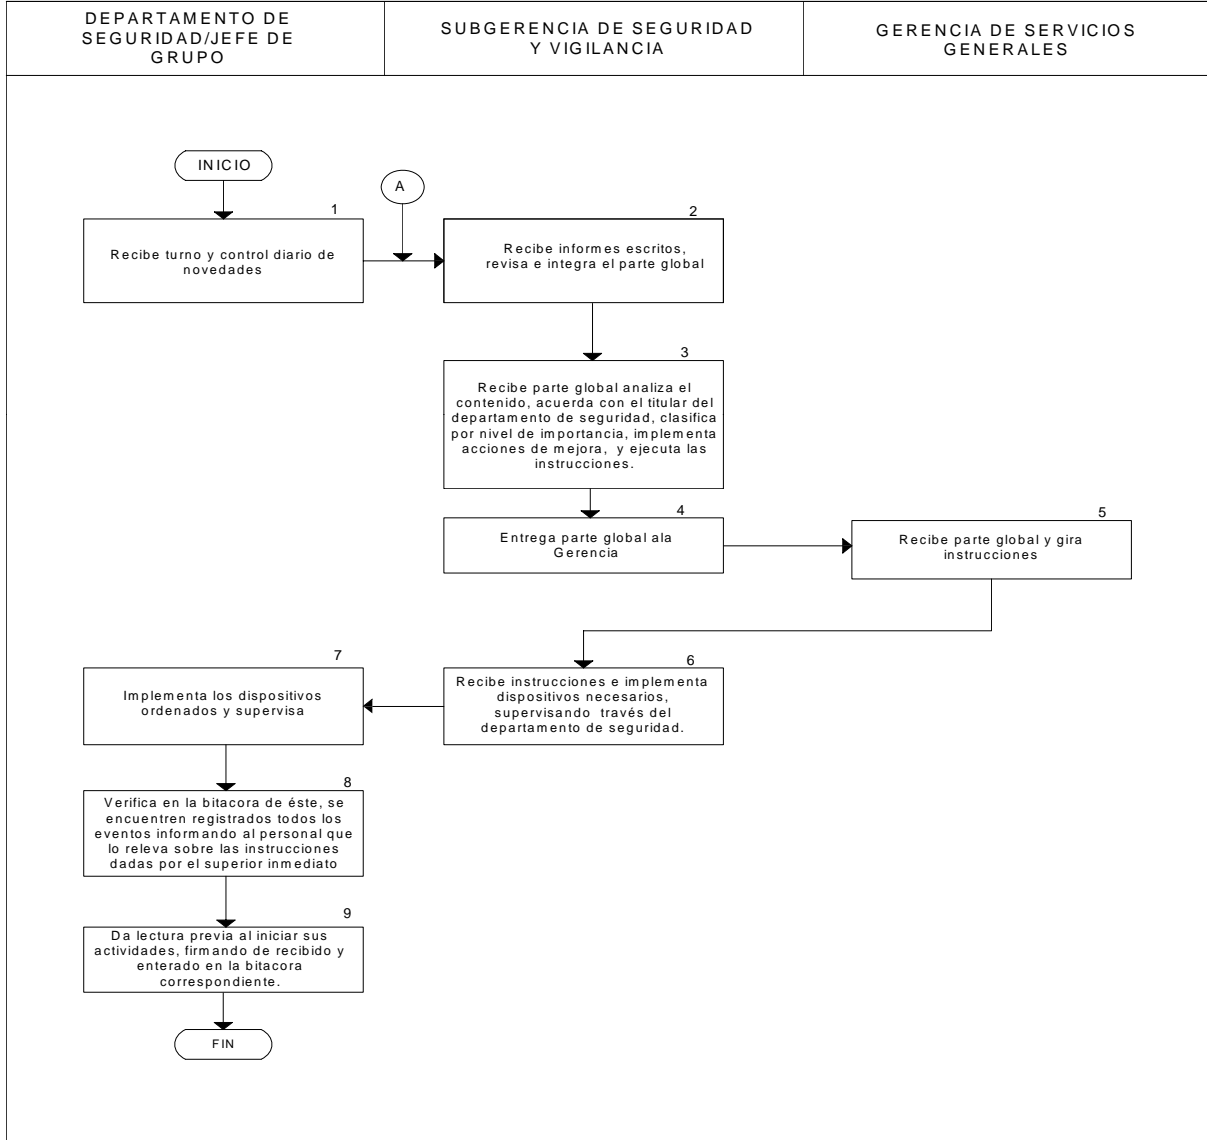 DEPARTAMENTO DE
SEGURIDAD/JEFE DE
GRUPO
SUBGERENCIA DE SEGURIDAD
Y VIGILANCIA
GERENCIA DE SERVICIOS
GENERALES
INICIO
A
1
Recibe turno y control diario de
novedades
2
Recibe informes escritos,
revisa e integra el parte global
3
Recibe parte global analiza el
contenido, acuerda con el titular del
departamento de seguridad, clasifica
por nivel de importancia, implementa
acciones de mejora, y ejecuta las
instrucciones.
4
Entrega parte global ala
Gerencia
5
Recibe parte global y gira
instrucciones
6
Recibe instrucciones e implementa
dispositivos necesarios,
supervisando través del
departamento de seguridad.
7
Implementa los dispositivos
ordenados y supervisa
8
Verifica en la bitacora de éste, se
encuentren registrados todos los
eventos informando al personal que
lo releva sobre las instrucciones
dadas por el superior inmediato
9
Da lectura previa al iniciar sus
actividades, firmando de recibido y
enterado en la bitacora
correspondiente.
FIN